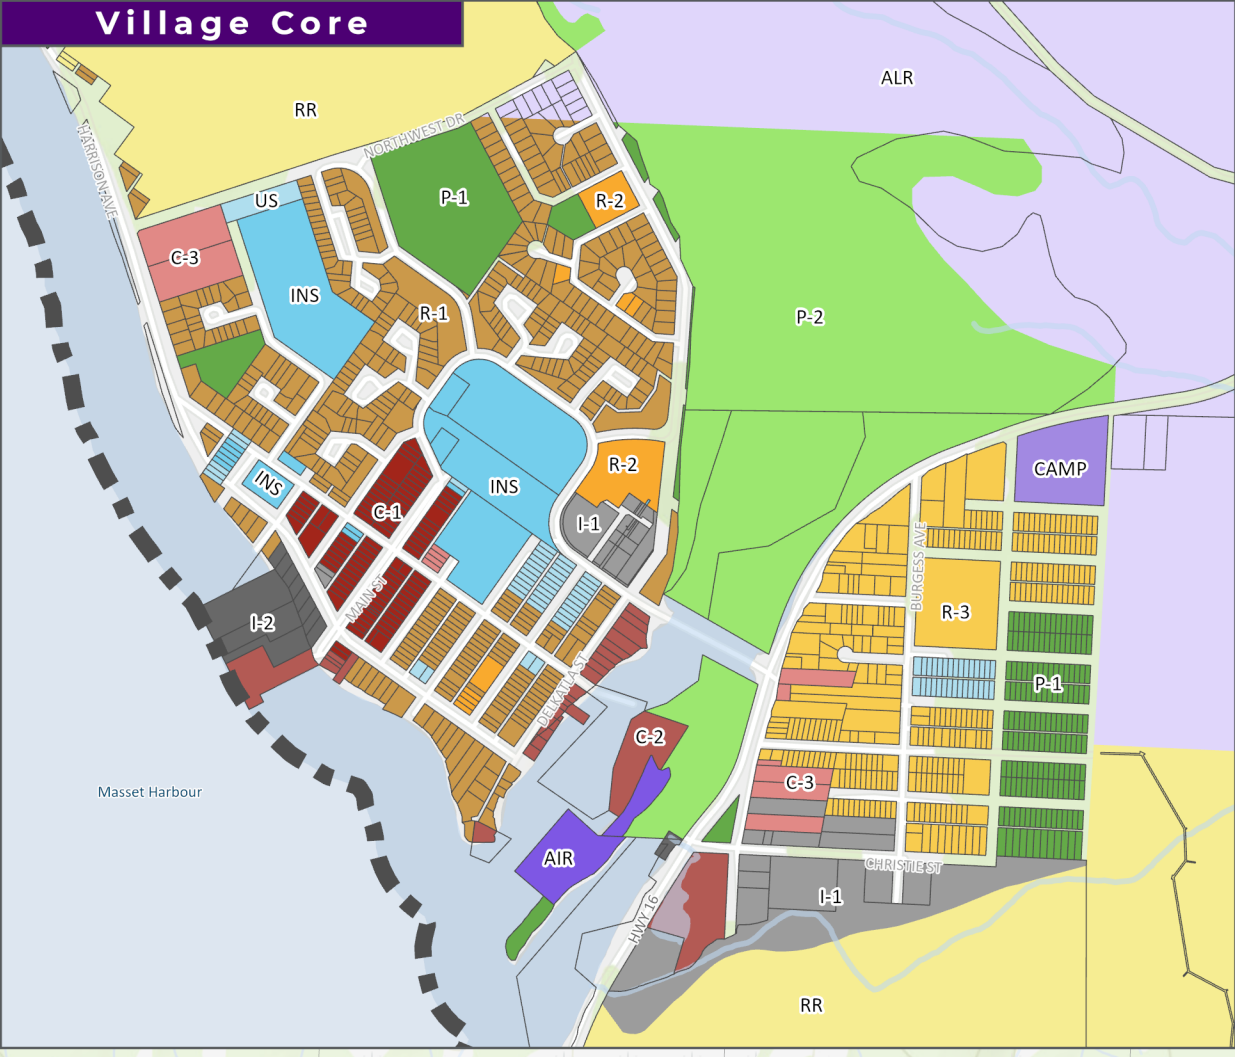 Village Core
ALR
RR
NORTHWEST DR
HARRISON AVE
US
P-1
R-2
C-3
INS
R-1
P-2
R-2
CAMP
INS
INS
C-1
I-1
BURGESS AVE
MAIN ST
R-3
I-2
P-1
DELKATLA ST
C-2
C-3
Masset Harbour
AIR
CHRISTIE ST
I-1
HWY 16
RR